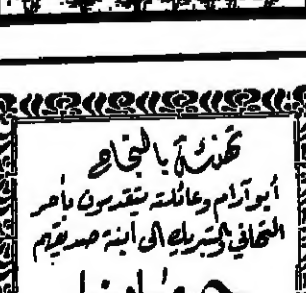 تهنئة بالنجاح
أبو آرام وعائلته يتقدمون بأحر
التهاني والتبريك الى ابنة صديقهم